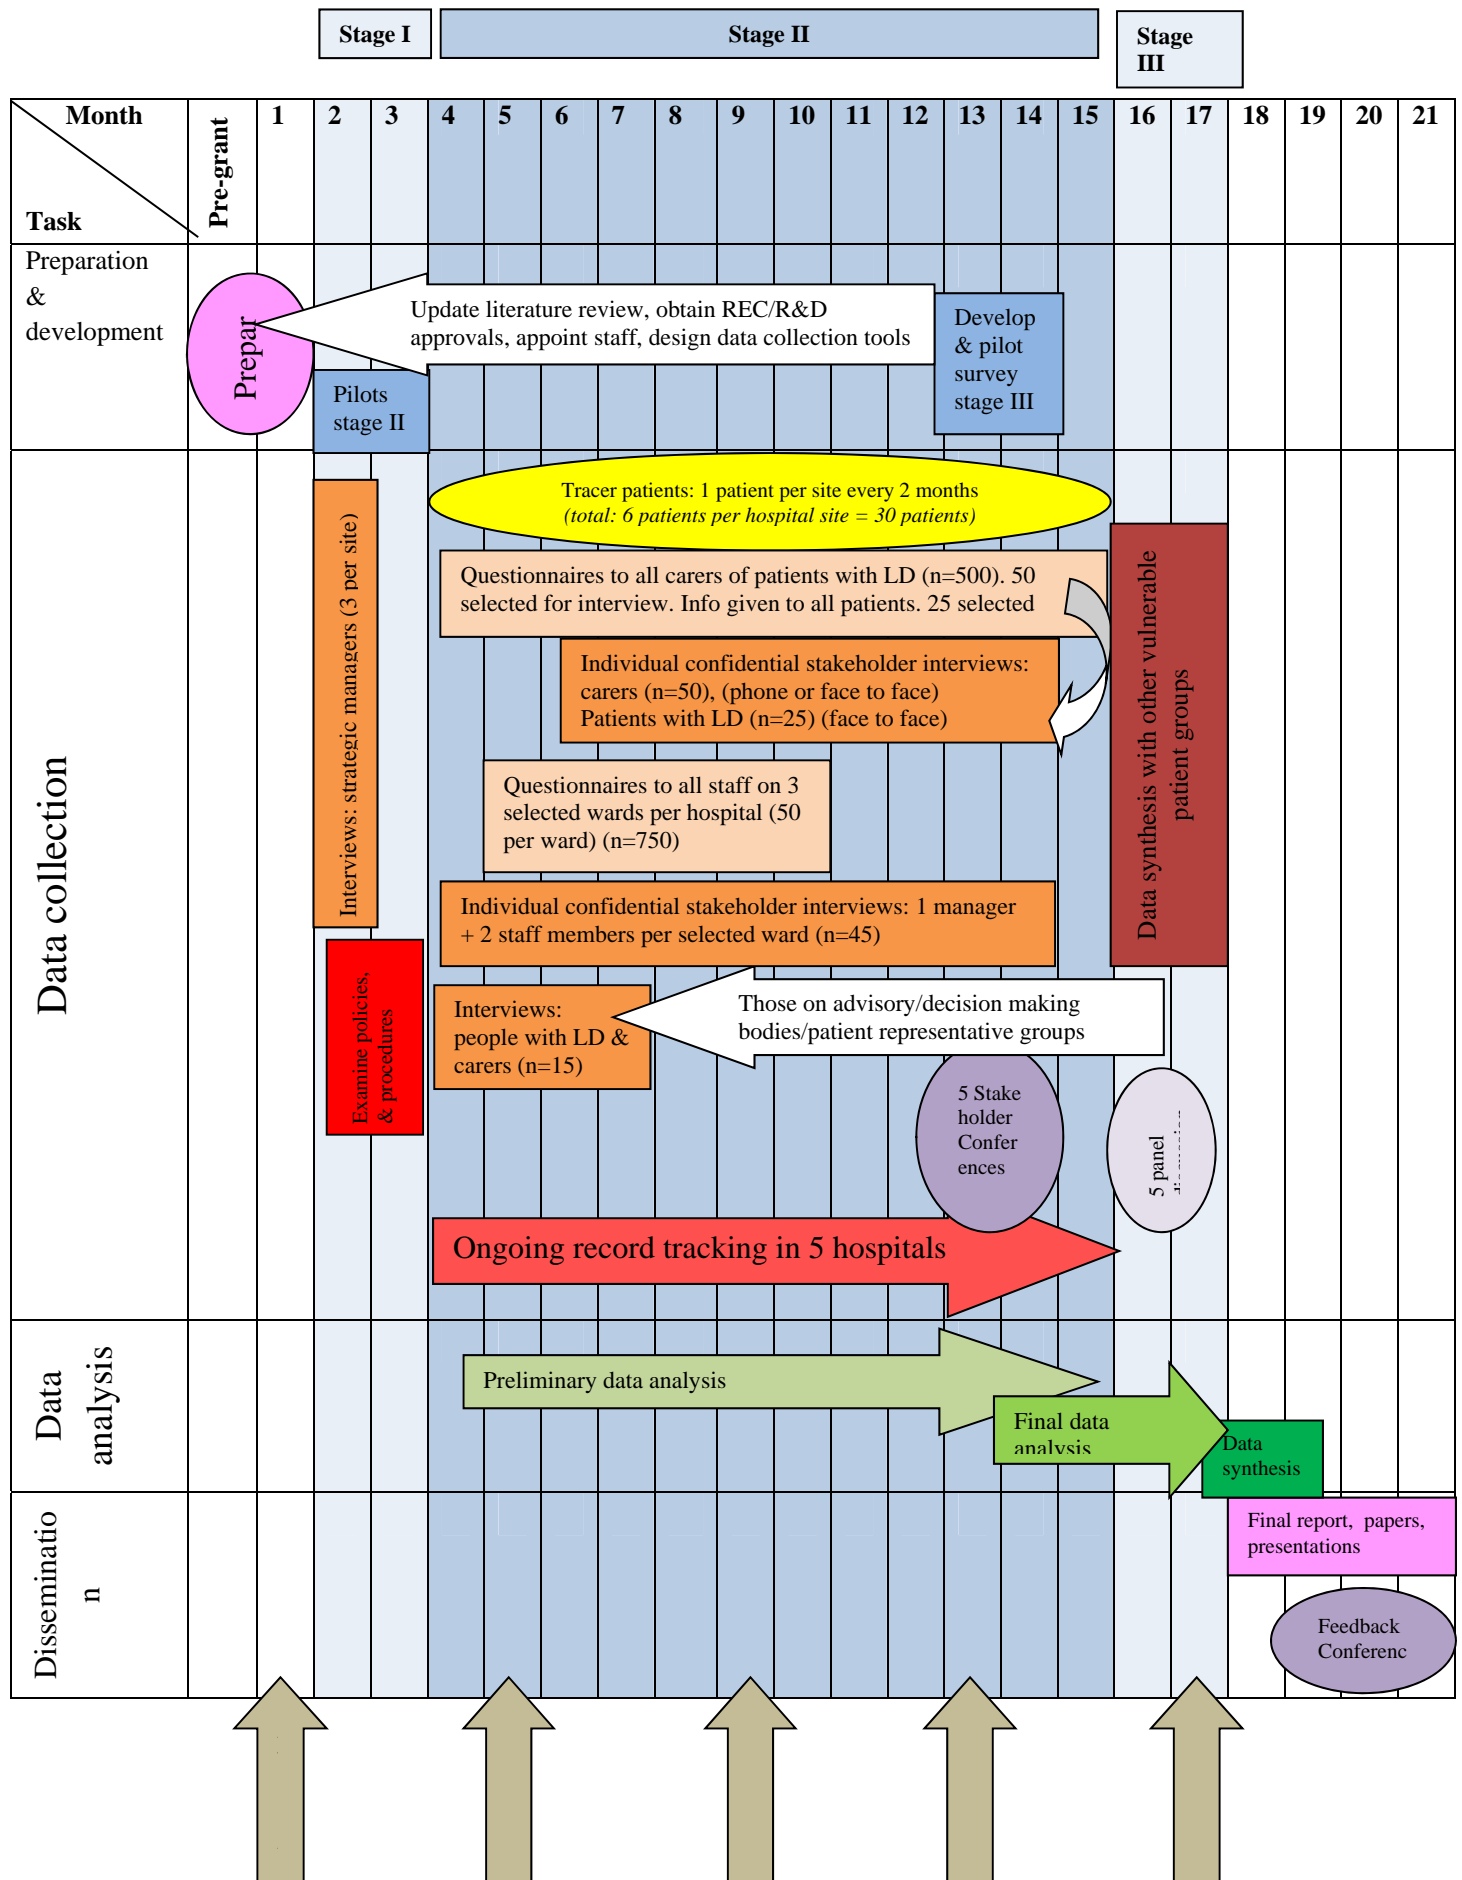 Stage I
Stage II
Stage
III
Month
Task
Pre-grant
1 2 3 4 5 6 7 8 9 10 11 12 13 14 15 16 17 18 19 20 21
Preparation
&
development
Prepar
Update literature review, obtain REC/R&D
approvals, appoint staff, design data collection tools
Pilots
stage II
Develop
& pilot
survey
stage III
Data collection
Interviews: strategic managers (3 per site)
Examine policies,
& procedures
Tracer patients: 1 patient per site every 2 months
(total: 6 patients per hospital site = 30 patients)
Questionnaires to all carers of patients with LD (n=500). 50
selected for interview. Info given to all patients. 25 selected
Individual confidential stakeholder interviews:
carers (n=50), (phone or face to face)
Patients with LD (n=25) (face to face)
Questionnaires to all staff on 3
selected wards per hospital (50
per ward) (n=750)
Individual confidential stakeholder interviews: 1 manager
+ 2 staff members per selected ward (n=45)
Interviews:
people with LD &
carers (n=15)
Those on advisory/decision making
bodies/patient representative groups
Data synthesis with other vulnerable
patient groups
5 Stake
holder
Confer
ences
5 panel
Ongoing record tracking in 5 hospitals
Data
analysis
Preliminary data analysis
Final data
analysis
Data
synthesis
Disseminatio
n
Final report, papers,
presentations
Feedback
Conferenc